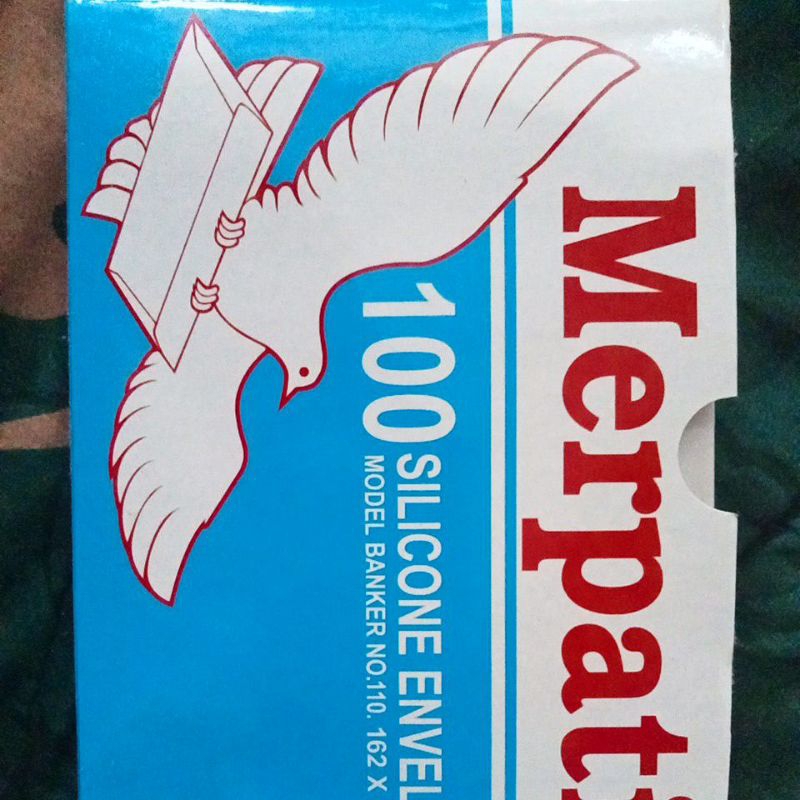 Merpati
100 SILICONE ENVEL
MODEL BANKER NO.110. 162 X